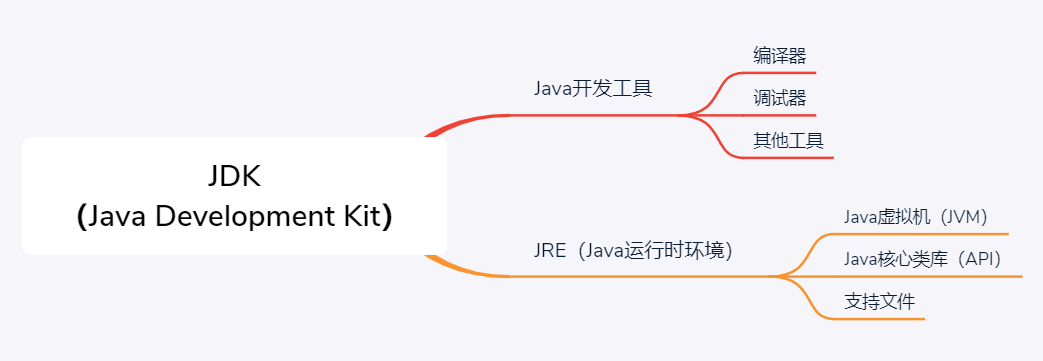 JDK
(Java Development Kit)
Java开发工具
编译器
调试器
其他工具
JRE（Java运行时环境）
Java虚拟机（JVM）
Java核心类库（API）
支持文件